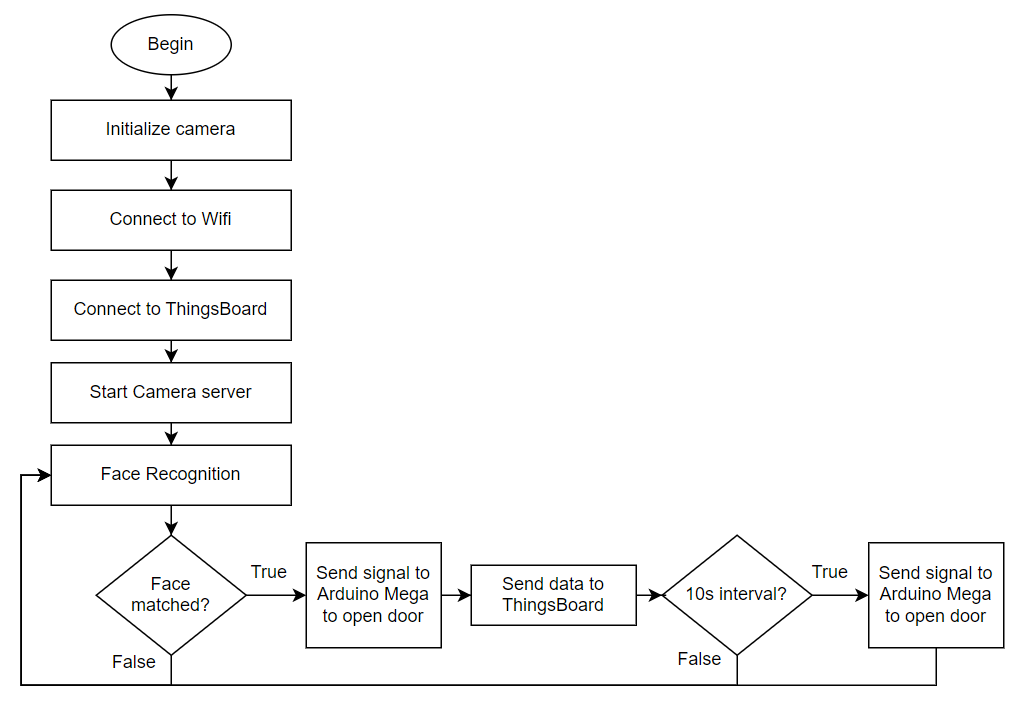 Begin
Initialize camera
Connect to Wifi
Connect to ThingsBoard
Start Camera server
Face Recognition
Face
matched?
True
False
Send signal to
Arduino Mega
to open door
Send data to
ThingsBoard
10s interval?
True
False
Send signal to
Arduino Mega
to open door